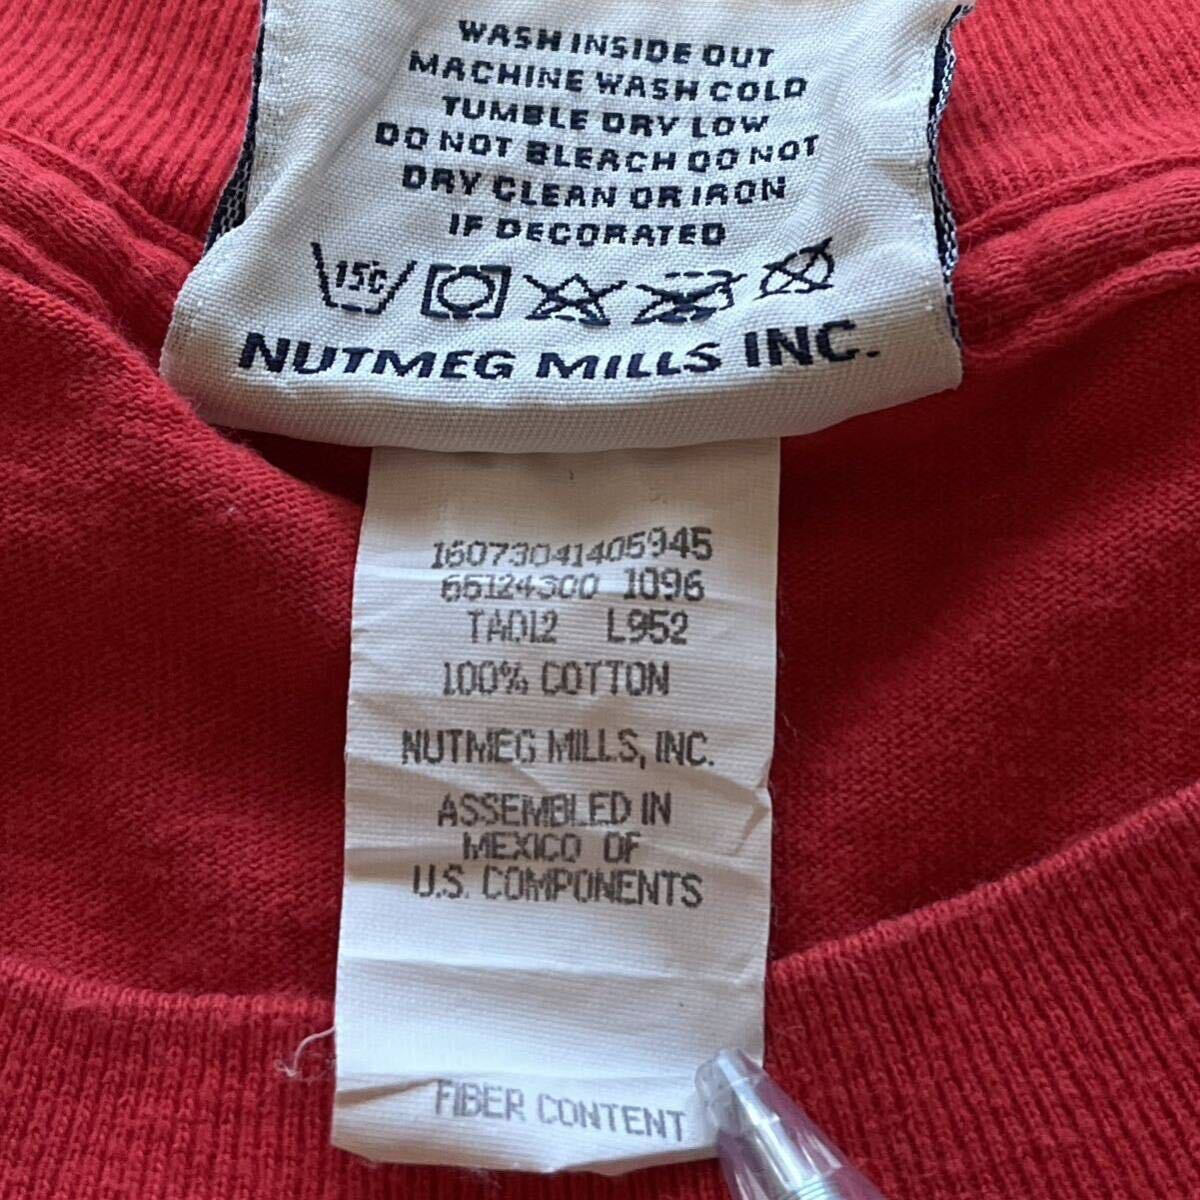 WASH INSIDE OUT
MACHINE WASH COLD
TUMBLE DRY LOW
DO NOT BLEACH DO NOT
DRY CLEAN OR IRON
IF DECORATED
15C
NUTMEG MILLS INC.
16073041405945
65124300 1096
TA012 L952
100% COTTON
NUTMEG MILLS, INC.
ASSEMBLED IN
MEXICO OF
U.S. COMPONENTS
FIBER CONTENT